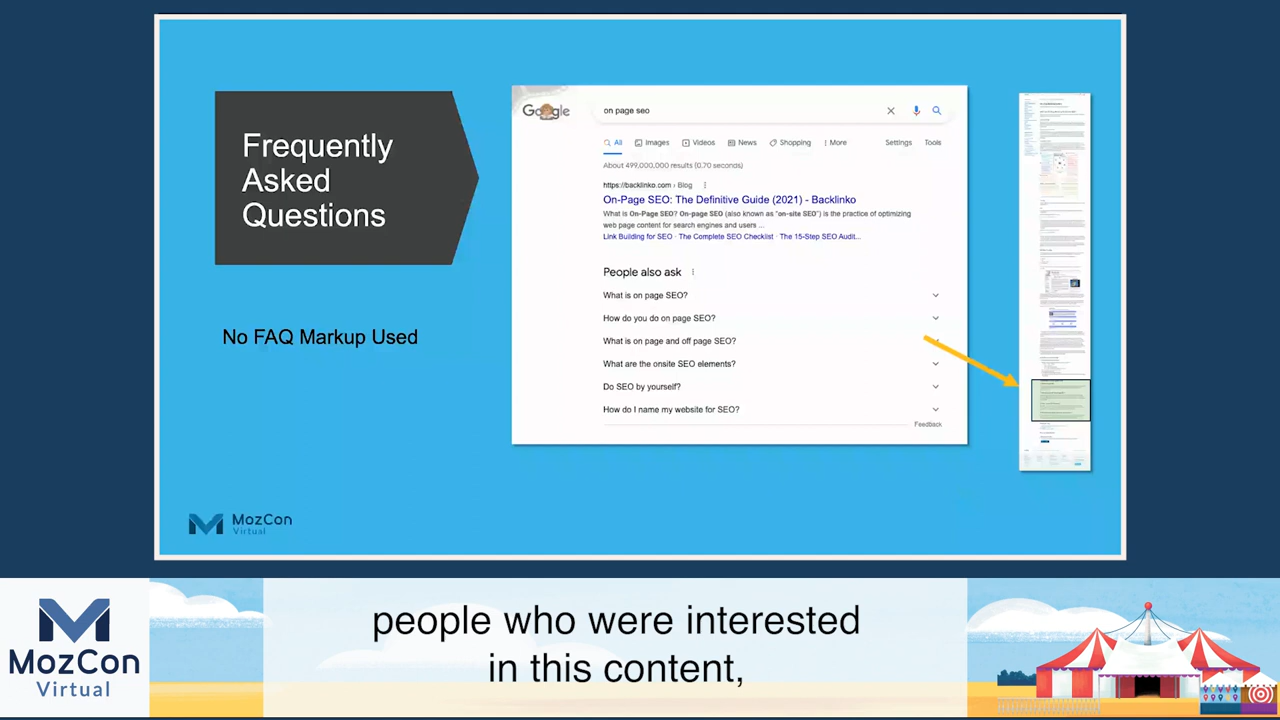 Frequently
Asked
Questions
No FAQ Markup Used
Google
on page seo
All Images Videos News Shopping More Settings Tools
About 499,000,000 results (0.70 seconds)
https://backlinko.com › Blog
On-Page SEO: The Definitive Guide (2021) - Backlinko
What is On-Page SEO? On-page SEO (also known as "on-site SEO") is the practice of optimizing
web page content for search engines and users ...
Link Building for SEO · The Complete SEO Checklist · The 15-Step SEO Audit...
People also ask
What is on page SEO?
How do you do on page SEO?
What is on page and off page SEO?
What are the onsite SEO elements?
Do SEO by yourself?
How do I name my website for SEO?
Feedback
MozCon
Virtual
MozCon
Virtual
people who were interested
in this content,